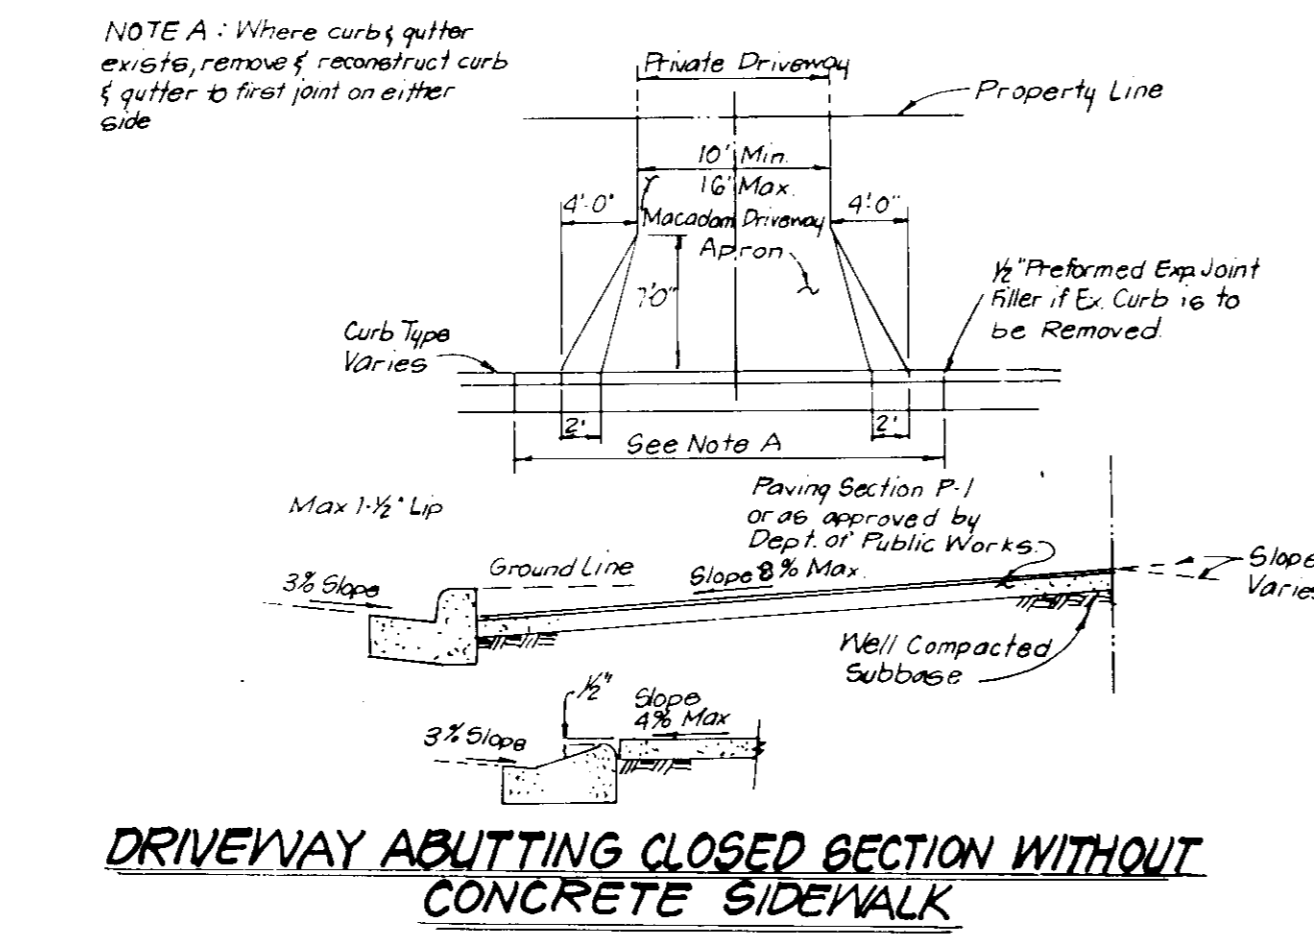 NOTE A : Where curb & gutter
exists, remove & reconstruct curb
& gutter to first joint on either
side
Private Driveway
Property Line
10' Min.
16' Max.
4'-0"
4'-0"
Macadam Driveway
Apron
7'0"
1/2" Preformed Exp. Joint
Filler if Ex. Curb is to
be Removed.
Curb Type
Varies
2'
2'
See Note A
Max 1-1/2" Lip
Paving Section P-1
or as approved by
Dept. of Public Works.
Ground Line
Slope 8% Max.
3% Slope
Slope
Varies
Well Compacted
Subbase
1/2"
Slope
4% Max
3% Slope
DRIVEWAY ABUTTING CLOSED SECTION WITHOUT
CONCRETE SIDEWALK